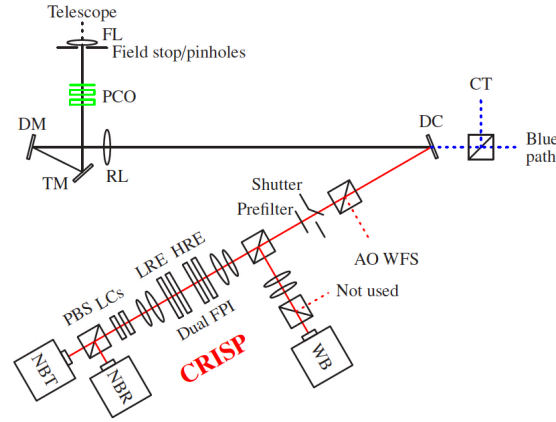 Telescope
FL
Field stop/pinholes
PCO
CT
DM
DC
Blue
path
TM
RL
Shutter
Prefilter
AO WFS
LRE HRE
Not used
PBS LCs
Dual FPI
CRISP
WB
NBT
NBR